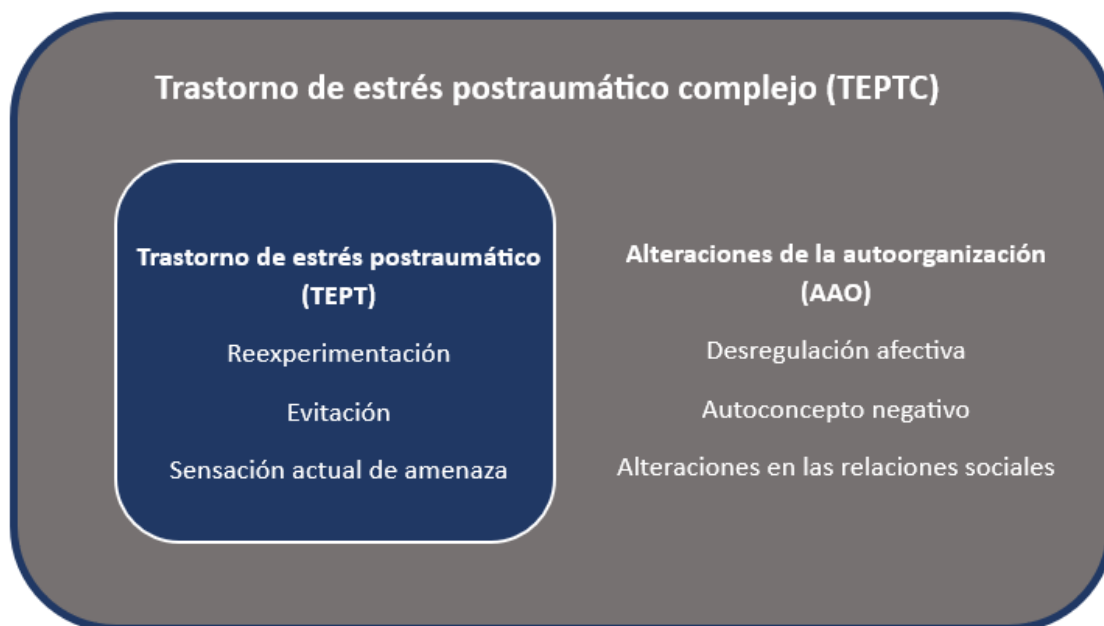 Trastorno de estrés postraumático complejo (TEPTC)
Trastorno de estrés postraumático
(TEPT)
Reexperimentación
Evitación
Sensación actual de amenaza
Alteraciones de la autoorganización
(AAO)
Desregulación afectiva
Autoconcepto negativo
Alteraciones en las relaciones sociales